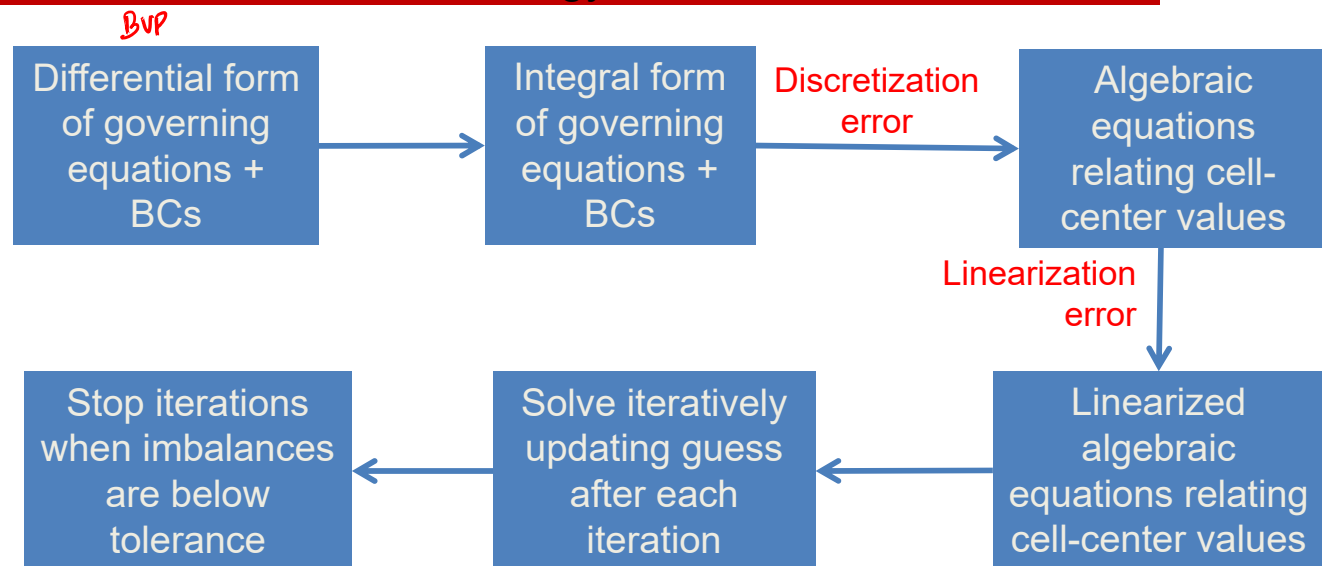 BVP
Differential form
of governing
equations +
BCs
Integral form
of governing
equations +
BCs
Discretization
error
Algebraic
equations
relating cell-
center values
Linearization
error
Linearized
algebraic
equations relating
cell-center values
Solve iteratively
updating guess
after each
iteration
Stop iterations
when imbalances
are below
tolerance